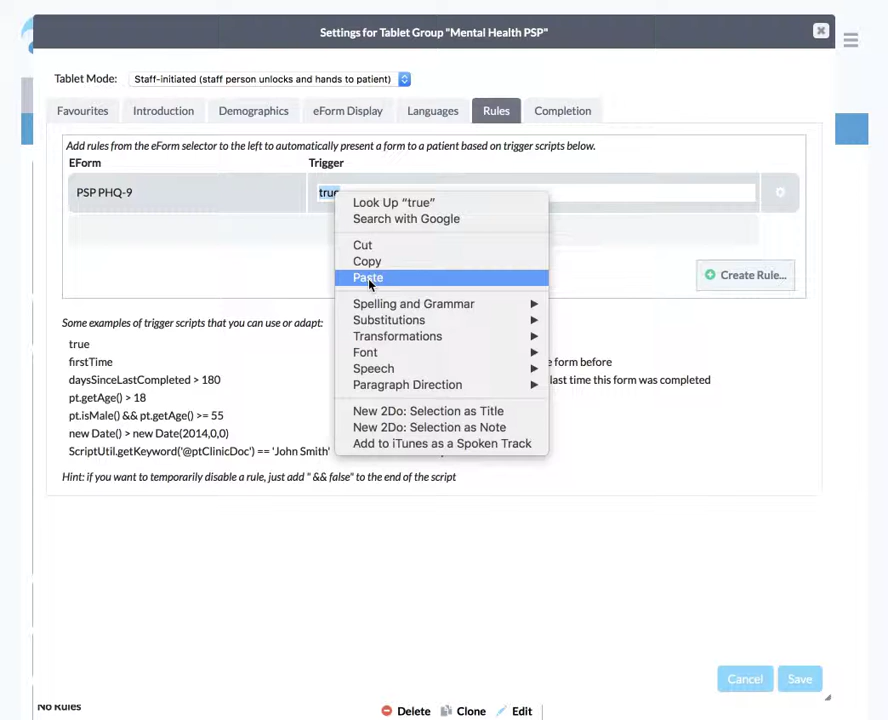 Settings for Tablet Group "Mental Health PSP"
Tablet Mode: Staff-initiated (staff person unlocks and hands to patient)
Favourites Introduction Demographics eForm Display Languages Rules Completion
Add rules from the eForm selector to the left to automatically present a form to a patient based on trigger scripts below.
EForm Trigger
PSP PHQ-9 true
Look Up “true”
Search with Google
Cut
Copy
Paste
Create Rule...
Spelling and Grammar
Substitutions
Transformations
Font
Speech
Paragraph Direction
New 2Do: Selection as Title
New 2Do: Selection as Note
Add to iTunes as a Spoken Track
Some examples of trigger scripts that you can use or adapt:
true
firstTime form before
daysSinceLastCompleted > 180 last time this form was completed
pt.getAge() > 18
pt.isMale() && pt.getAge() >= 55
new Date() > new Date(2014,0,0)
ScriptUtil.getKeyword('@ptClinicDoc') == 'John Smith'
Hint: if you want to temporarily disable a rule, just add " && false" to the end of the script
Cancel Save
No Rules
Delete Clone Edit